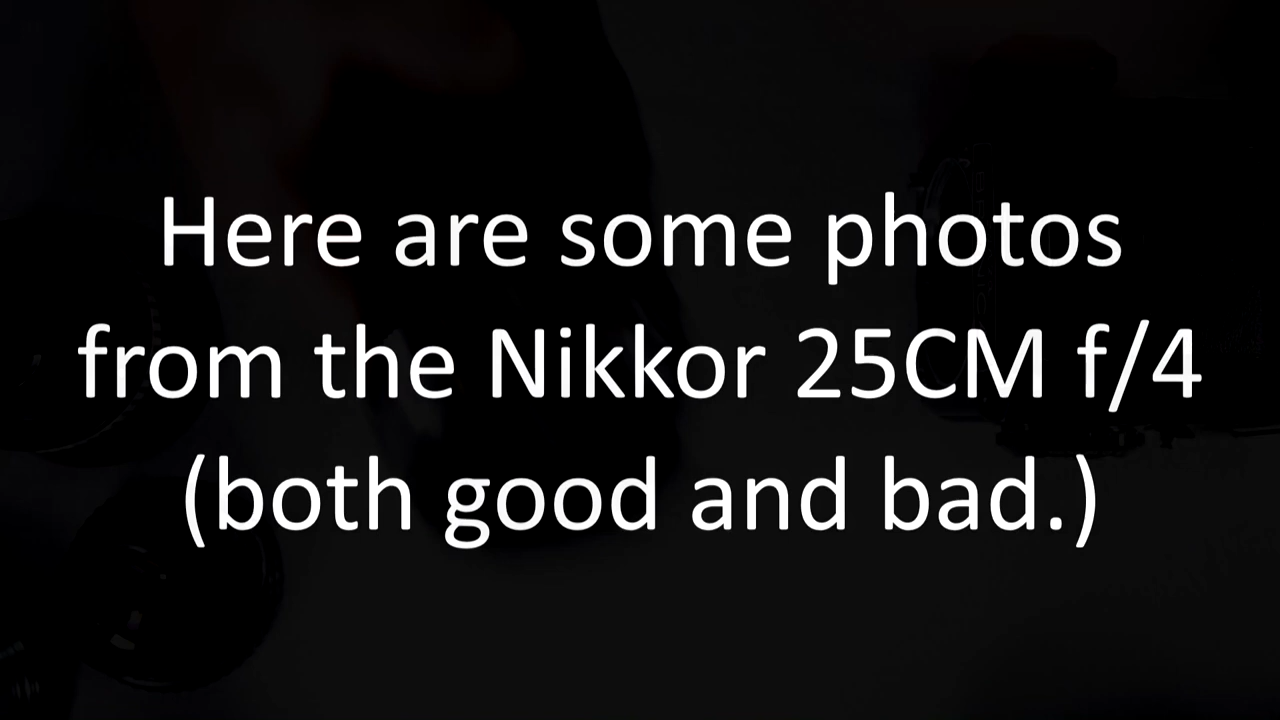 Here are some photos
from the Nikkor 25CM f/4
(both good and bad.)